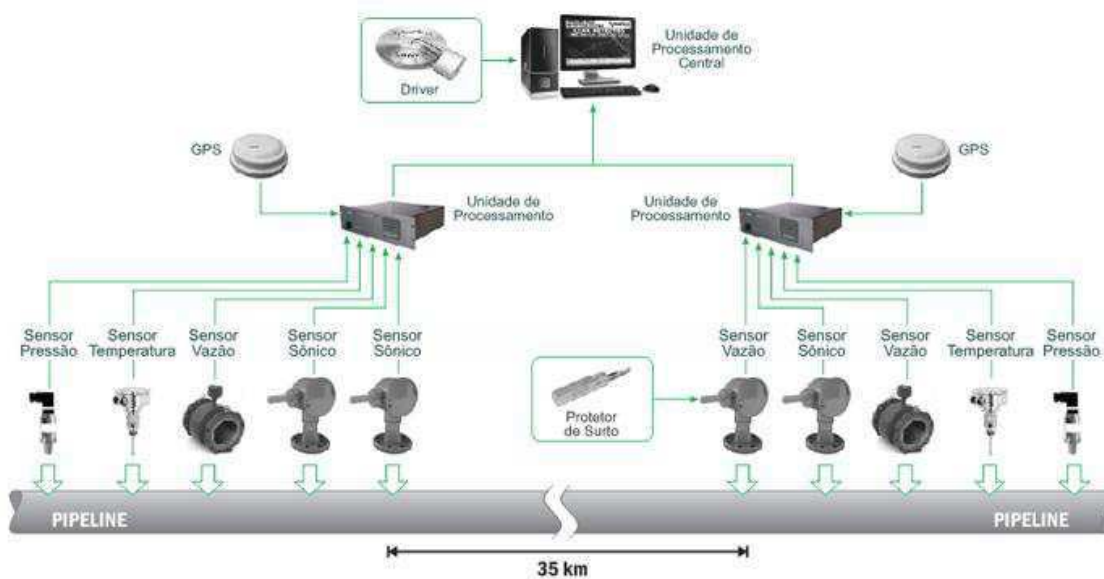 Unidade de
Processamento
Central
Driver
GPS
GPS
Unidade de
Processamento
Unidade de
Processamento
Sensor
Pressão
Sensor
Temperatura
Sensor
Vazão
Sensor
Sônico
Sensor
Sônico
Sensor
Vazão
Sensor
Sônico
Sensor
Vazão
Sensor
Temperatura
Sensor
Pressão
Protetor
de Surto
PIPELINE
PIPELINE
35 km